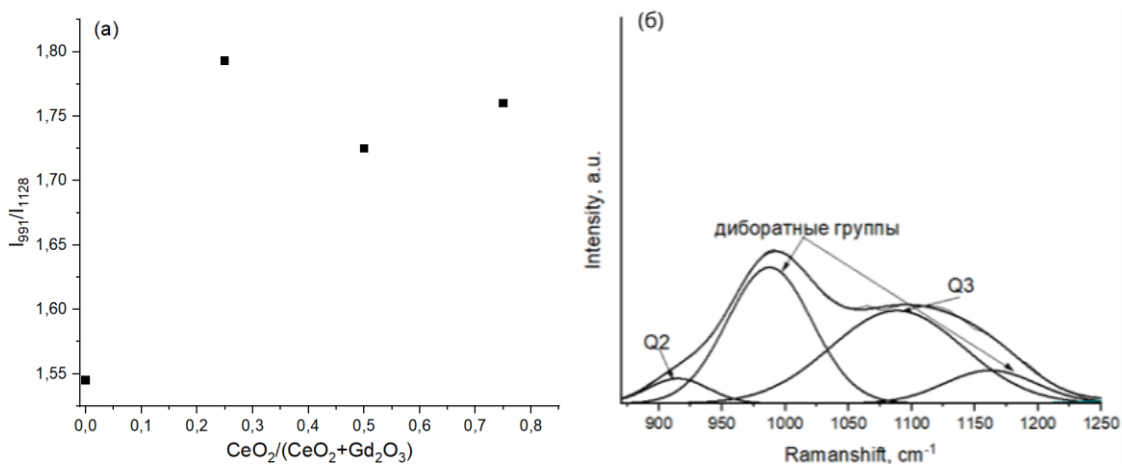 (а)
1,80
1,75
1,70
1,65
1,60
1,55
I991/I1128
0,0 0,1 0,2 0,3 0,4 0,5 0,6 0,7 0,8
CeO2/(CeO2+Gd2O3)
(б)
Intensity, a.u.
диборатные группы
Q3
Q2
900 950 1000 1050 1100 1150 1200 1250
Ramanshift, cm-1